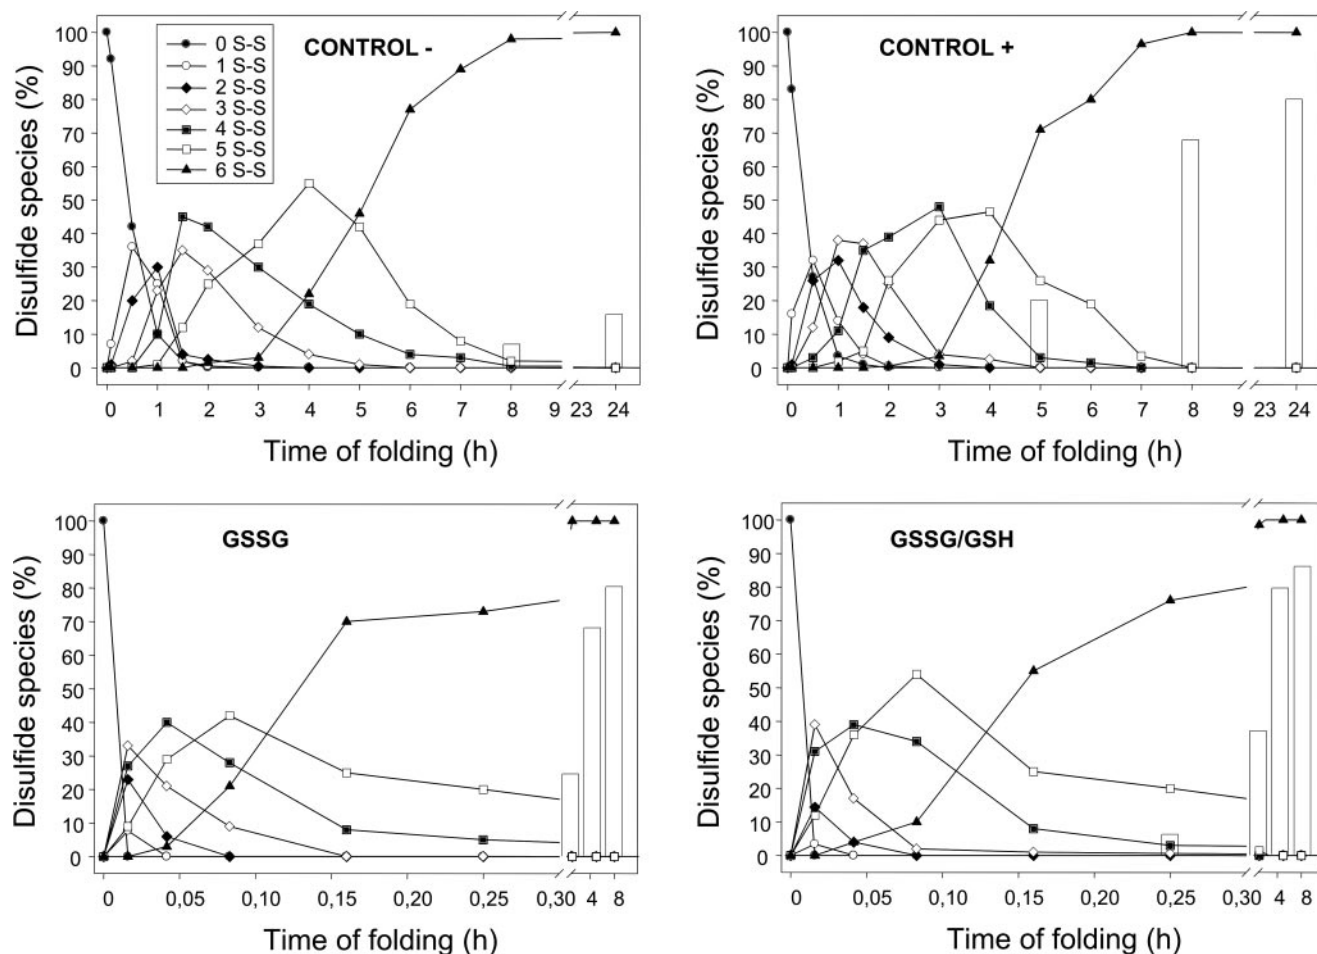 CONTROL -
0 S-S
1 S-S
2 S-S
3 S-S
4 S-S
5 S-S
6 S-S
Disulfide species (%)
100
90
80
70
60
50
40
30
20
10
0
0 1 2 3 4 5 6 7 8 9 23 24
Time of folding (h)
CONTROL +
Disulfide species (%)
100
90
80
70
60
50
40
30
20
10
0
0 1 2 3 4 5 6 7 8 9 23 24
Time of folding (h)
GSSG
Disulfide species (%)
100
90
80
70
60
50
40
30
20
10
0
0 0,05 0,10 0,15 0,20 0,25 0,30 4 8
Time of folding (h)
GSSG/GSH
Disulfide species (%)
100
90
80
70
60
50
40
30
20
10
0
0 0,05 0,10 0,15 0,20 0,25 0,30 4 8
Time of folding (h)